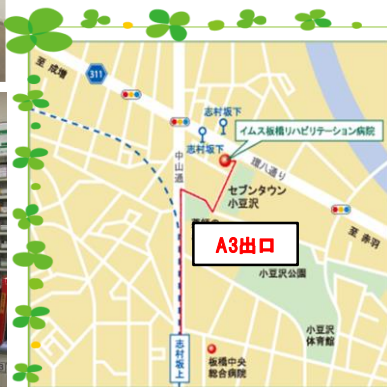 至 成増
311
志村坂下
イムス板橋リハビリテーション病院
志村坂下
中山道
環八通り
セブンタウン
小豆沢
至 赤羽
A3出口
小豆沢公園
小豆沢
体育館
志村坂上
板橋中央
総合病院